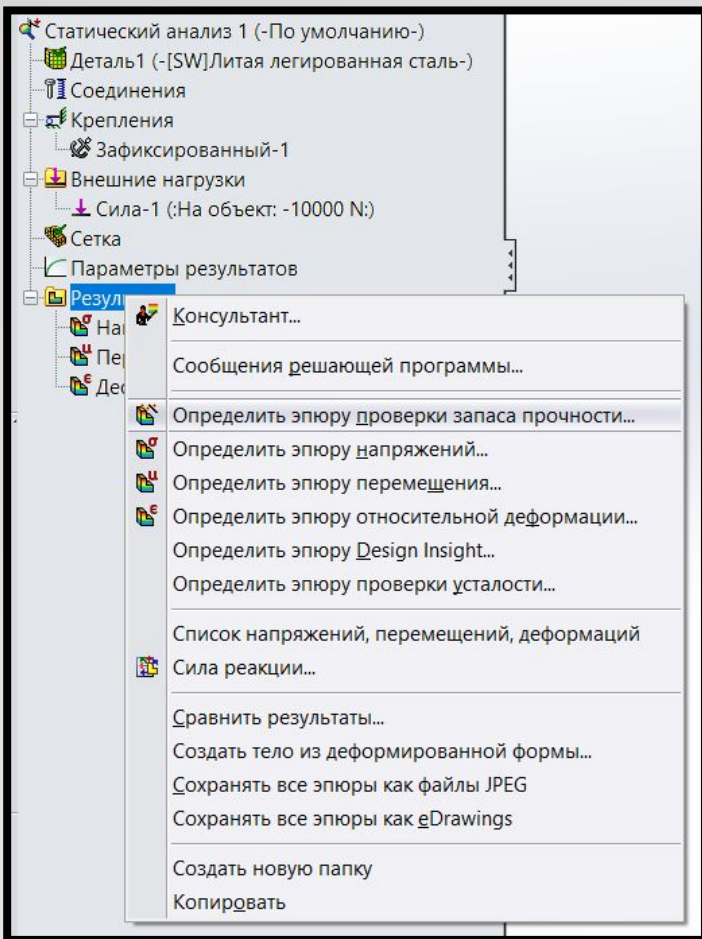 Статический анализ 1 (-По умолчанию-)
Деталь1 (-[SW]Литая легированная сталь-)
Соединения
Крепления
Зафиксированный-1
Внешние нагрузки
Сила-1 (:На объект: -10000 N:)
Сетка
Параметры результатов
Консультант...
Сообщения решающей программы...
Определить эпюру проверки запаса прочности...
Определить эпюру напряжений...
Определить эпюру перемещения...
Определить эпюру относительной деформации...
Определить эпюру Design Insight...
Определить эпюру проверки усталости...
Список напряжений, перемещений, деформаций
Сила реакции...
Сравнить результаты...
Создать тело из деформированной формы...
Сохранять все эпюры как файлы JPEG
Сохранять все эпюры как eDrawings
Создать новую папку
Копировать